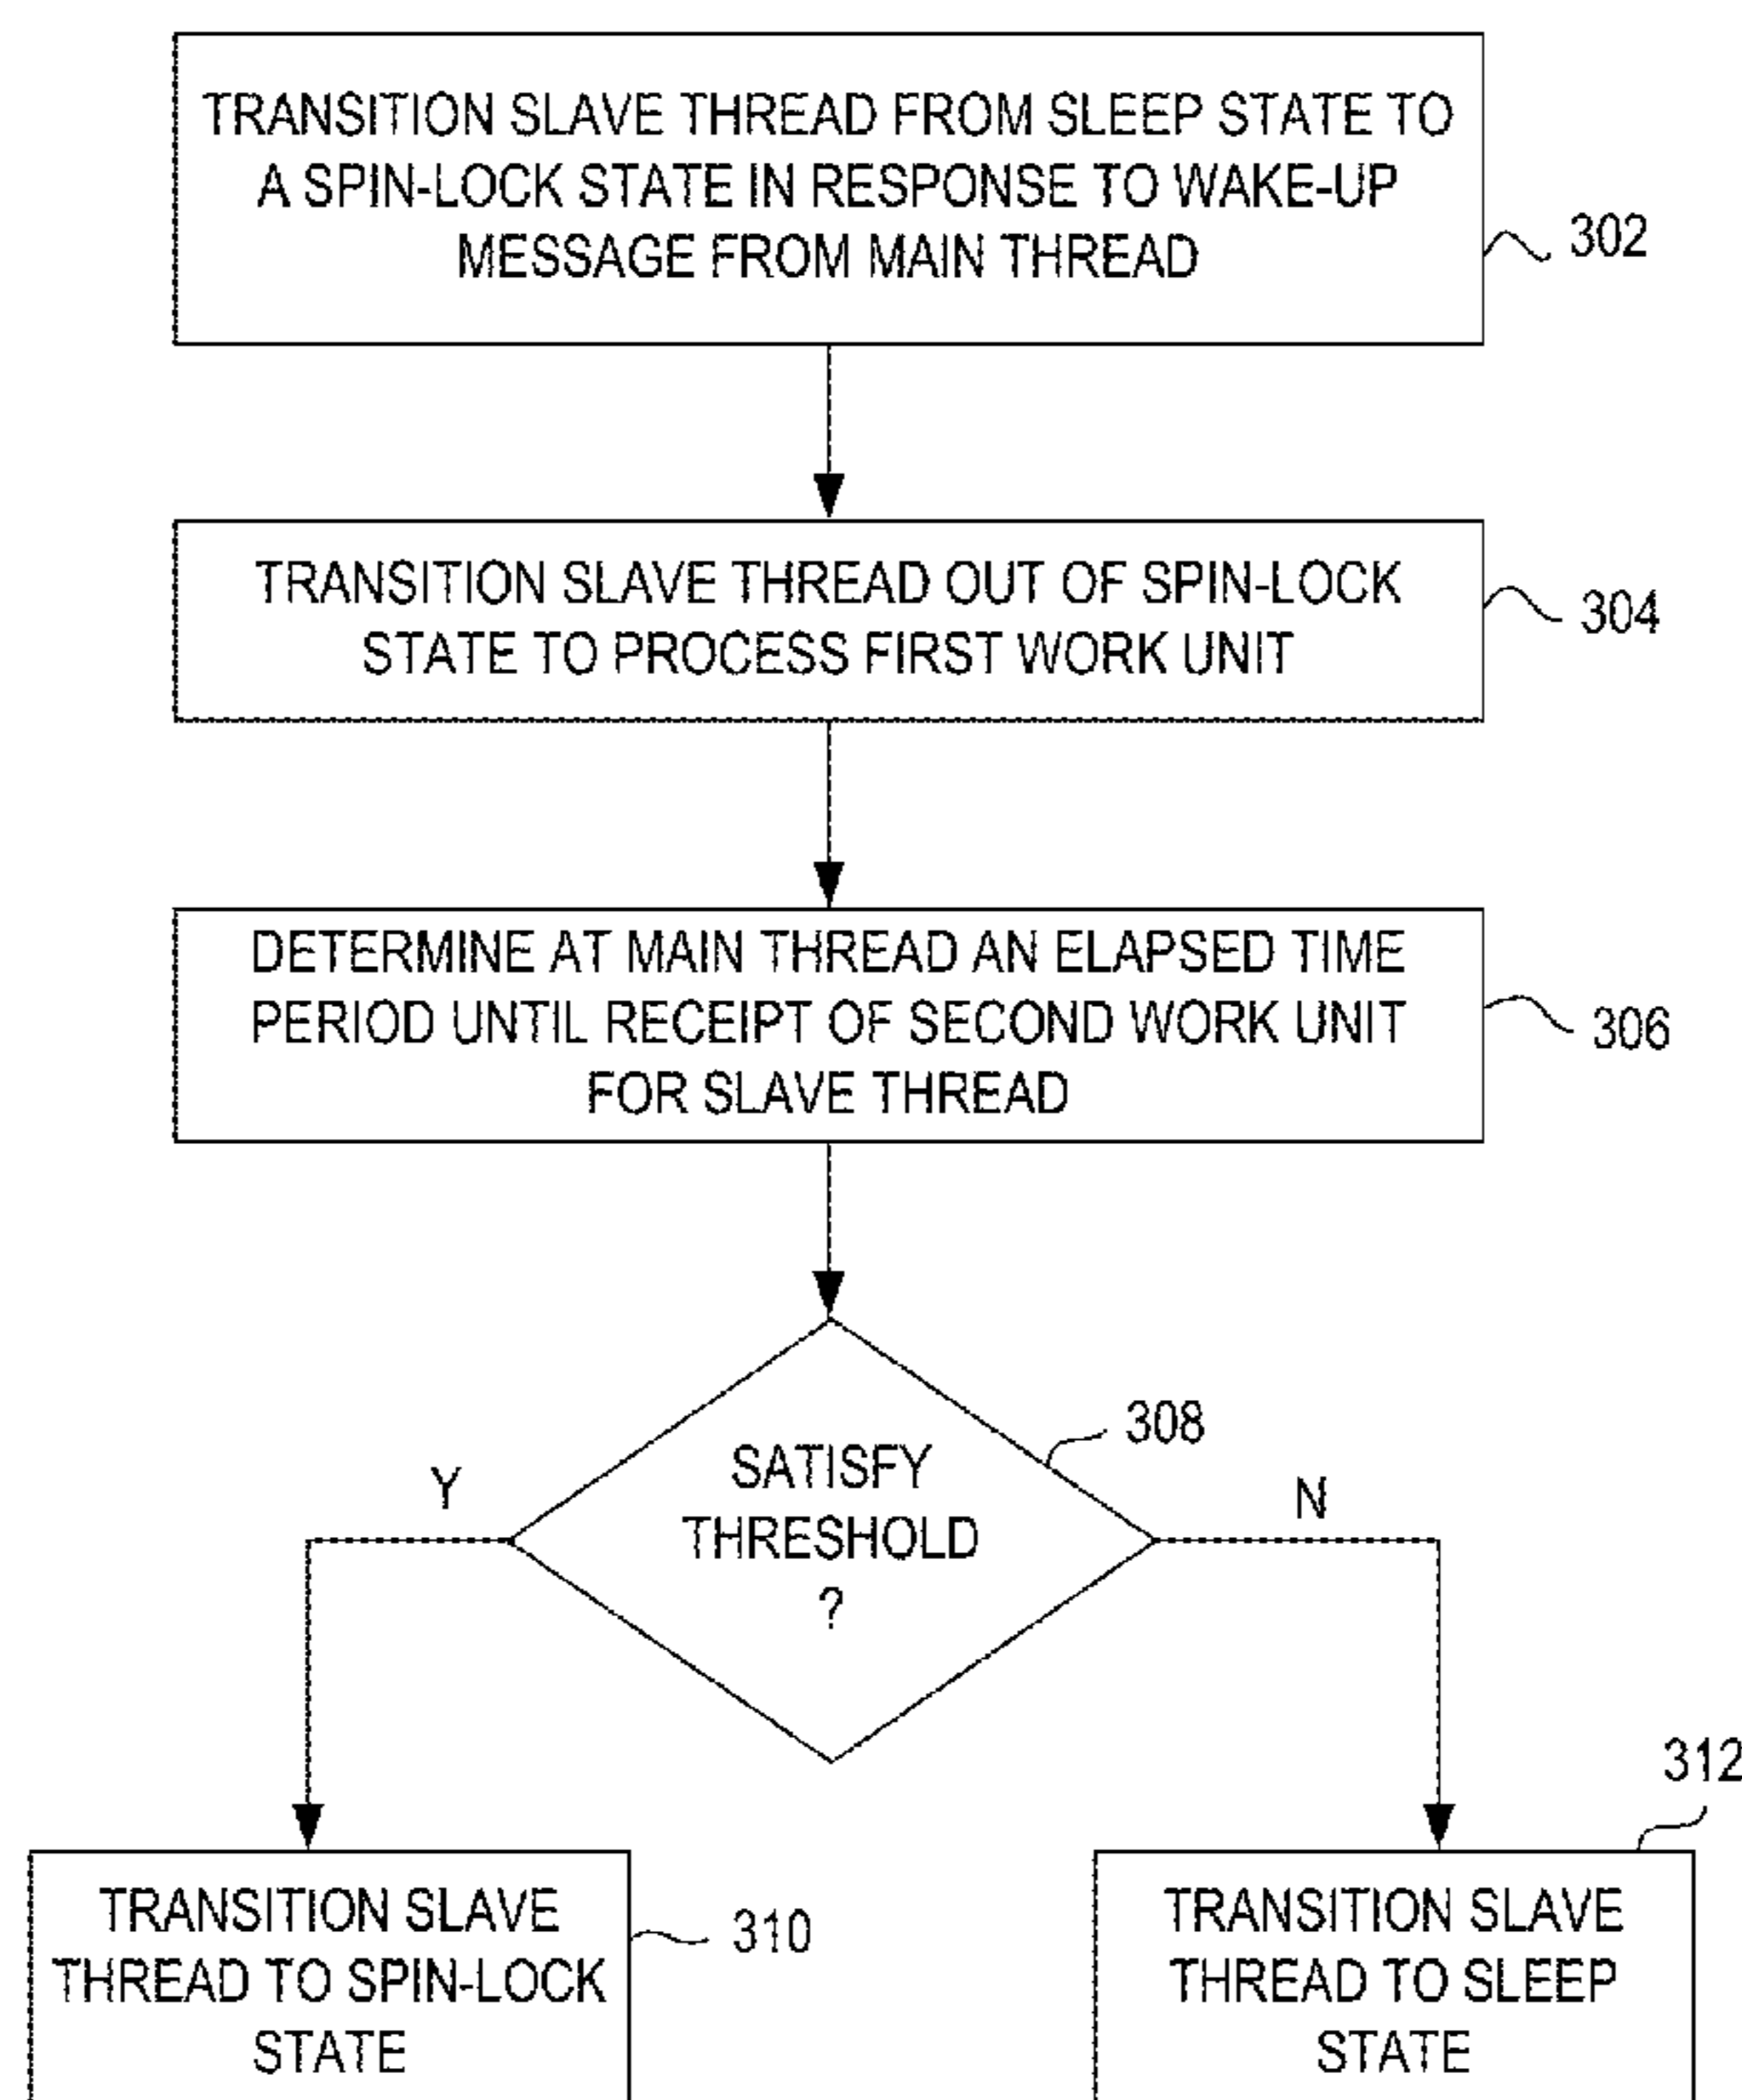 TRANSITION SLAVE THREAD FROM SLEEP STATE TO
A SPIN-LOCK STATE IN RESPONSE TO WAKE-UP
MESSAGE FROM MAIN THREAD
302
TRANSITION SLAVE THREAD OUT OF SPIN-LOCK
STATE TO PROCESS FIRST WORK UNIT
304
DETERMINE AT MAIN THREAD AN ELAPSED TIME
PERIOD UNTIL RECEIPT OF SECOND WORK UNIT
FOR SLAVE THREAD
306
308
SATISFY
THRESHOLD
?
Y
N
TRANSITION SLAVE
THREAD TO SPIN-LOCK
STATE
310
312
TRANSITION SLAVE
THREAD TO SLEEP
STATE